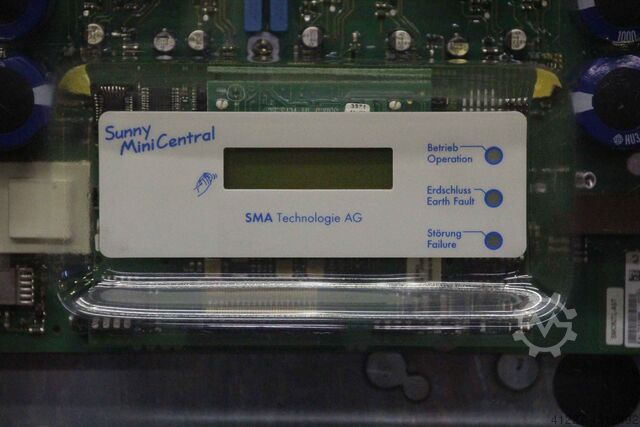 Sunny
Mini Central
SMA Technologie AG
Betrieb
Operation
Erdschluss
Earth Fault
Störung
Failure